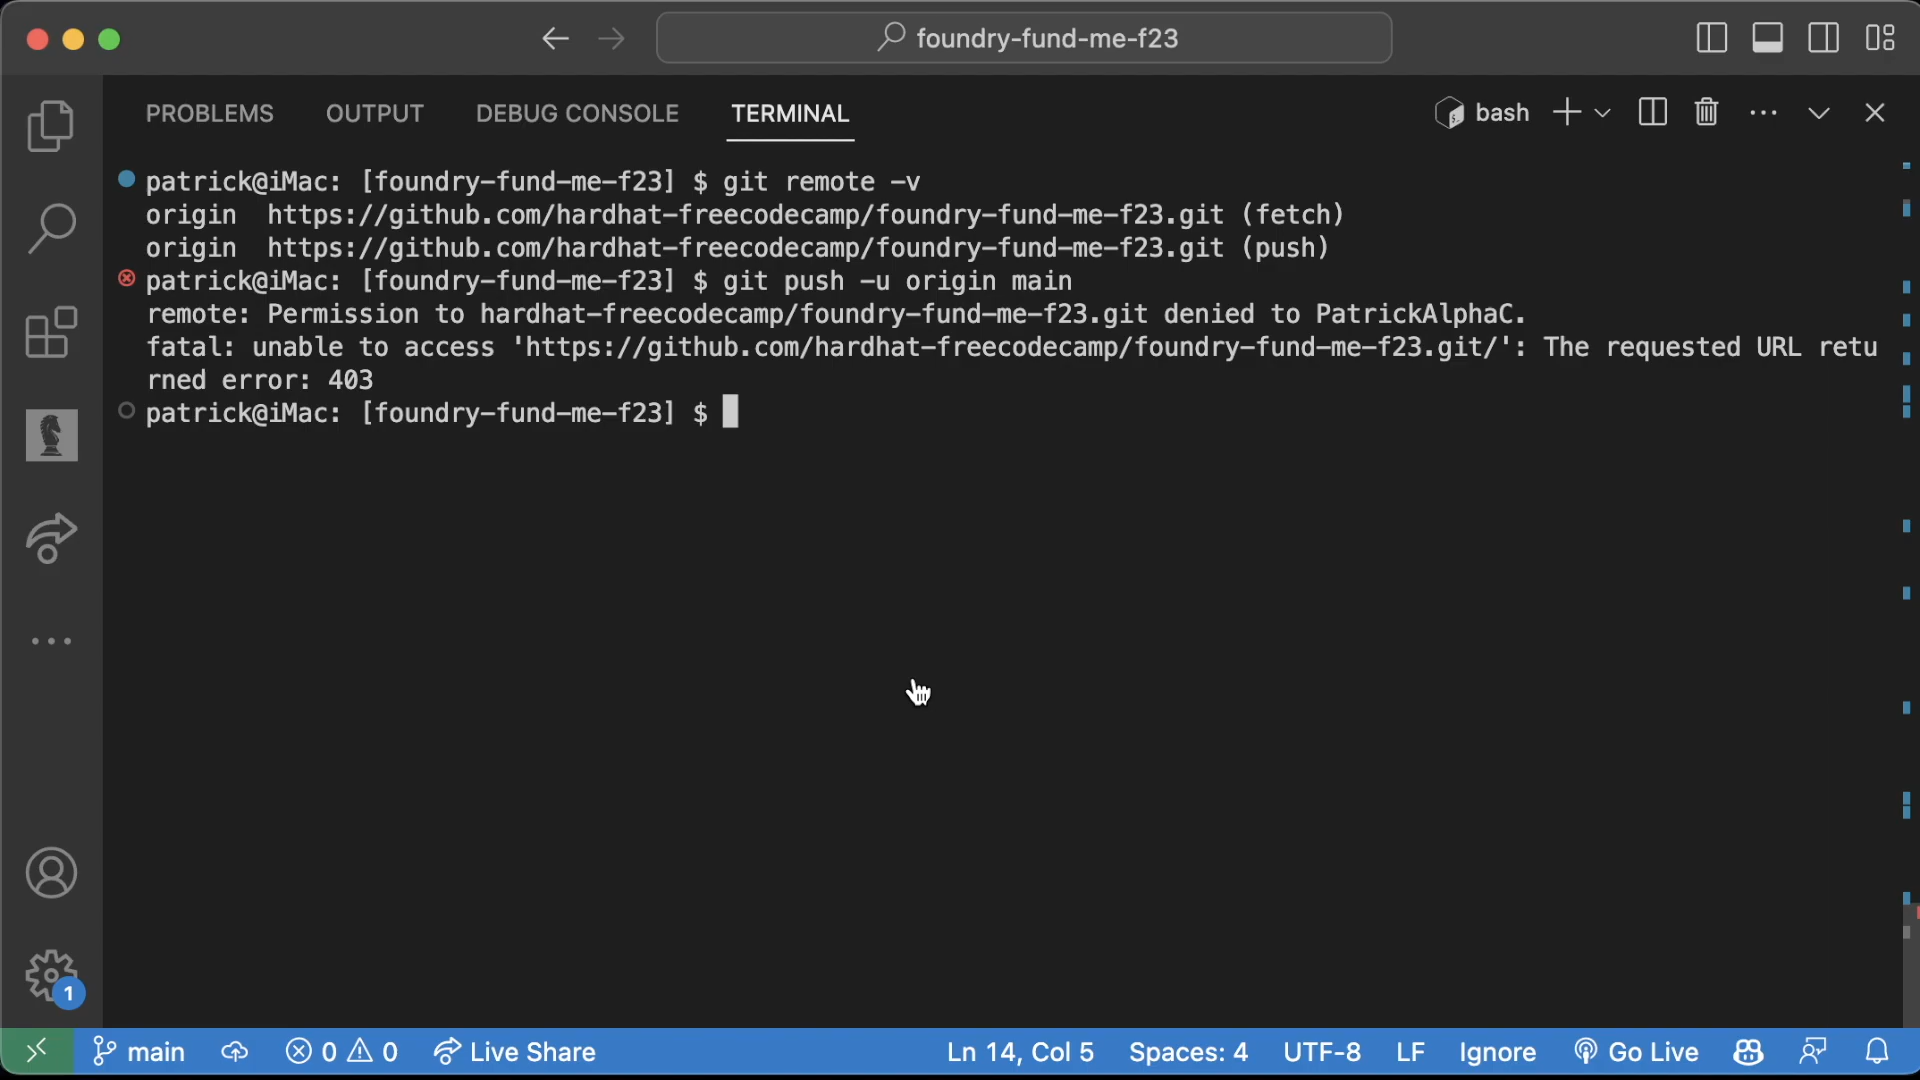 foundry-fund-me-f23
PROBLEMS OUTPUT DEBUG CONSOLE TERMINAL bash
patrick@iMac: [foundry-fund-me-f23] $ git remote -v
origin  https://github.com/hardhat-freecodecamp/foundry-fund-me-f23.git (fetch)
origin  https://github.com/hardhat-freecodecamp/foundry-fund-me-f23.git (push)
patrick@iMac: [foundry-fund-me-f23] $ git push -u origin main
remote: Permission to hardhat-freecodecamp/foundry-fund-me-f23.git denied to PatrickAlphaC.
fatal: unable to access 'https://github.com/hardhat-freecodecamp/foundry-fund-me-f23.git/': The requested URL retu
rned error: 403
patrick@iMac: [foundry-fund-me-f23] $
1
main 0 0 Live Share Ln 14, Col 5 Spaces: 4 UTF-8 LF Ignore Go Live